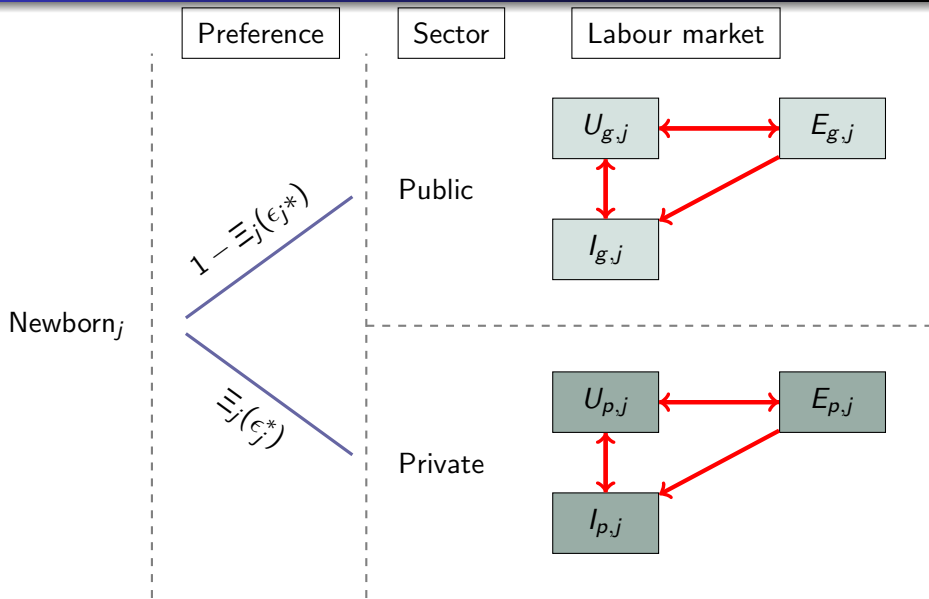 Preference
Sector
Labour market
Newborn_j
1 − Ξ_j(ϵ_j*)
Ξ_j(ϵ_j^*)
Public
U_{g,j}
E_{g,j}
I_{g,j}
Private
U_{p,j}
E_{p,j}
I_{p,j}